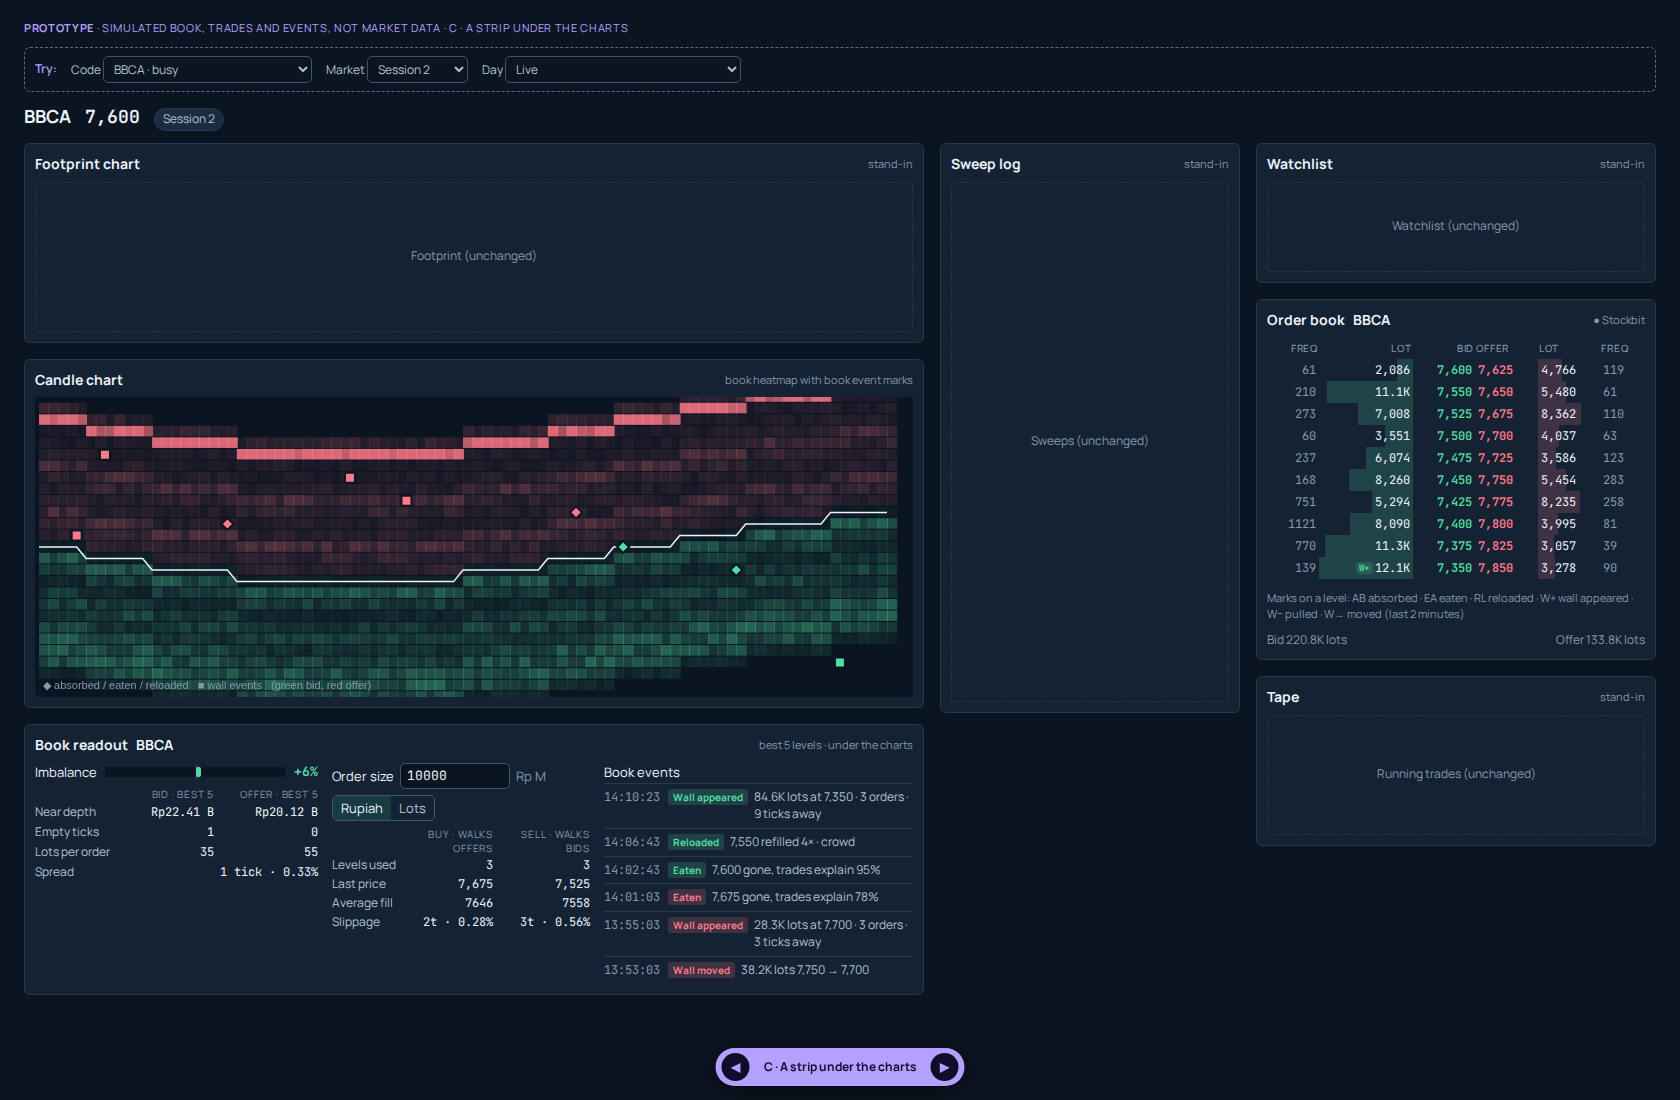 PROTOTYPE · SIMULATED BOOK, TRADES AND EVENTS, NOT MARKET DATA · C · A STRIP UNDER THE CHARTS
Try: Code BBCA · busy Market Session 2 Day Live
BBCA 7,600 Session 2
Footprint chart stand-in
Footprint (unchanged)
Candle chart book heatmap with book event marks
◆ absorbed / eaten / reloaded ■ wall events (green bid, red offer)
Book readout BBCA best 5 levels · under the charts
Imbalance +6%
BID · BEST 5 OFFER · BEST 5
Near depth Rp22.41 B Rp20.12 B
Empty ticks 1 0
Lots per order 35 55
Spread 1 tick · 0.33%
Order size 10000 Rp M
Rupiah Lots
BUY · WALKS OFFERS SELL · WALKS BIDS
Levels used 3 3
Last price 7,675 7,525
Average fill 7646 7558
Slippage 2t · 0.28% 3t · 0.56%
Book events
14:10:23 Wall appeared 84.6K lots at 7,350 · 3 orders ·
9 ticks away
14:06:43 Reloaded 7,550 refilled 4× · crowd
14:02:43 Eaten 7,600 gone, trades explain 95%
14:01:03 Eaten 7,675 gone, trades explain 78%
13:55:03 Wall appeared 28.3K lots at 7,700 · 3 orders ·
3 ticks away
13:53:03 Wall moved 38.2K lots 7,750 → 7,700
Sweep log stand-in
Sweeps (unchanged)
Watchlist stand-in
Watchlist (unchanged)
Order book BBCA ● Stockbit
FREQ LOT BID OFFER LOT FREQ
61 2,086 7,600 7,625 4,766 119
210 11.1K 7,550 7,650 5,480 61
273 7,008 7,525 7,675 8,362 110
60 3,551 7,500 7,700 4,037 63
237 6,074 7,475 7,725 3,586 123
168 8,260 7,450 7,750 5,454 283
751 5,294 7,425 7,775 8,235 258
1121 8,090 7,400 7,800 3,995 81
770 11.3K 7,375 7,825 3,057 39
139 W+ 12.1K 7,350 7,850 3,278 90
Marks on a level: AB absorbed · EA eaten · RL reloaded · W+ wall appeared ·
W− pulled · W→ moved (last 2 minutes)
Bid 220.8K lots Offer 133.8K lots
Tape stand-in
Running trades (unchanged)
◀ C · A strip under the charts ▶